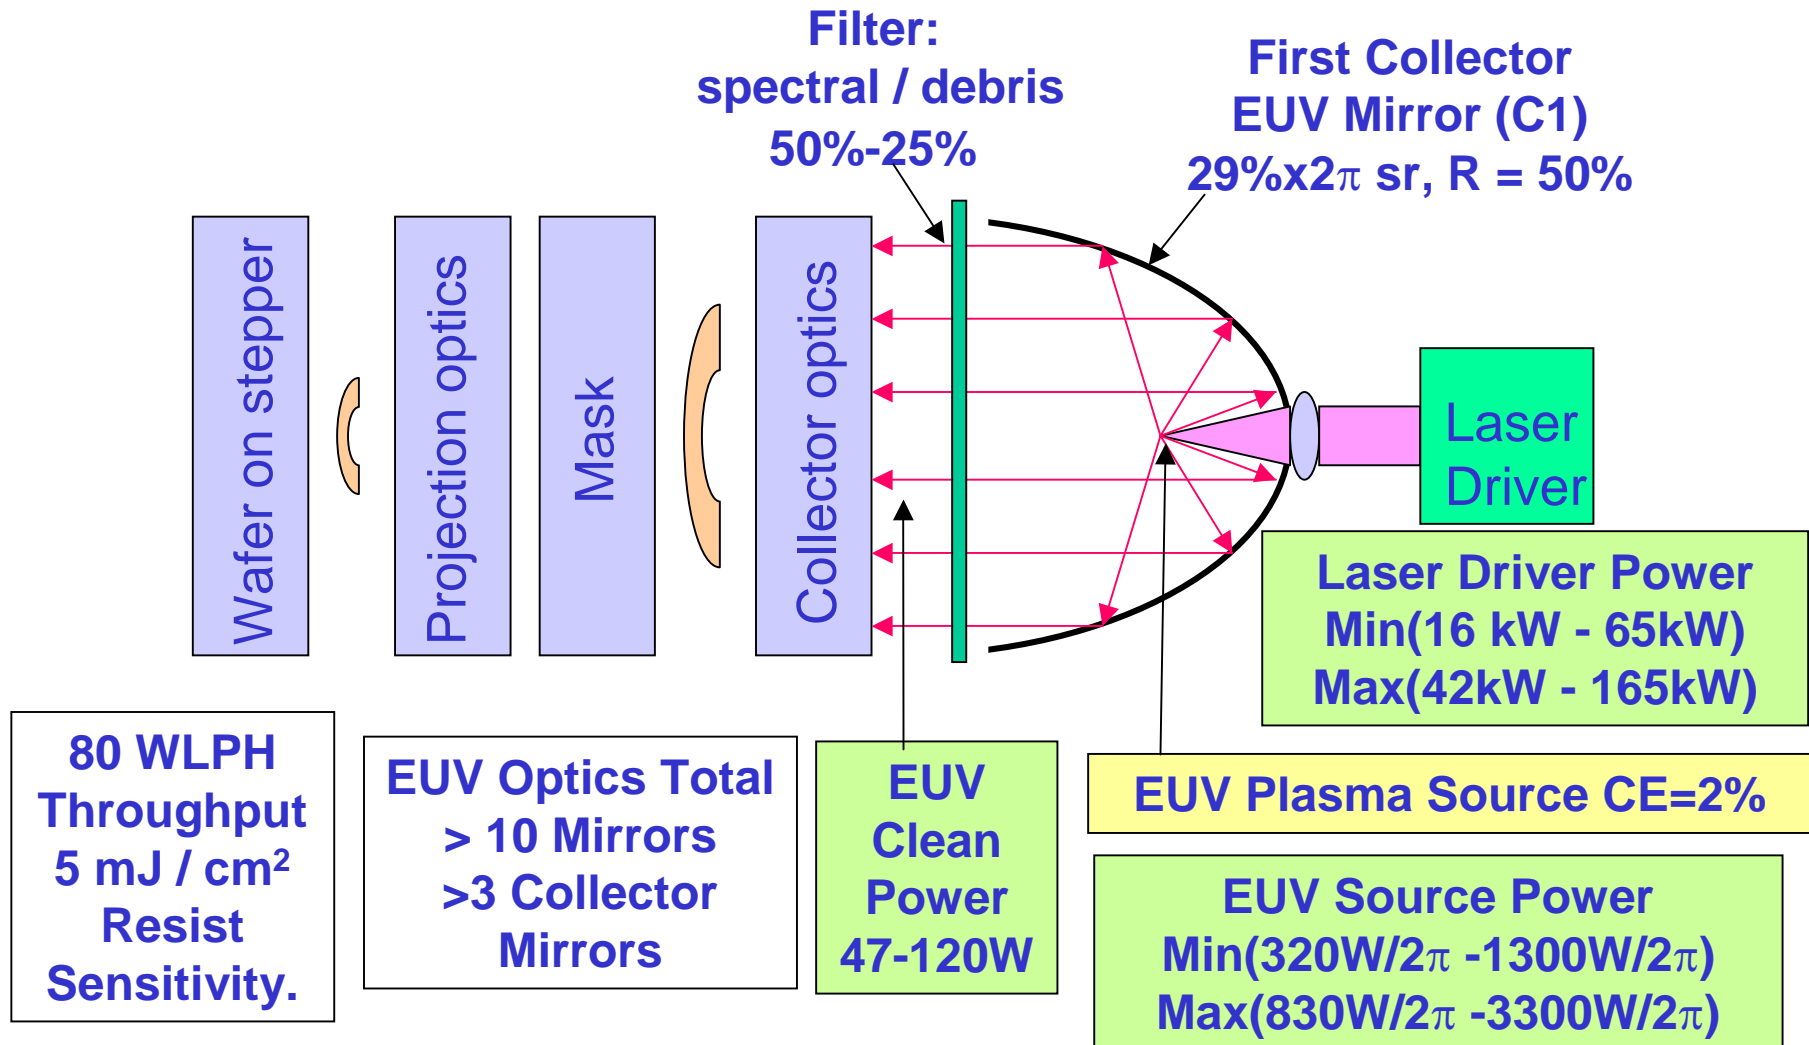 Filter:
spectral / debris
50%-25%
First Collector
EUV Mirror (C1)
29%x2π sr, R = 50%
Wafer on stepper
Projection optics
Mask
Collector optics
Laser
Driver
Laser Driver Power
Min(16 kW - 65kW)
Max(42kW - 165kW)
80 WLPH
Throughput
5 mJ / cm²
Resist
Sensitivity.
EUV Optics Total
> 10 Mirrors
>3 Collector
Mirrors
EUV
Clean
Power
47-120W
EUV Plasma Source CE=2%
EUV Source Power
Min(320W/2π -1300W/2π)
Max(830W/2π -3300W/2π)